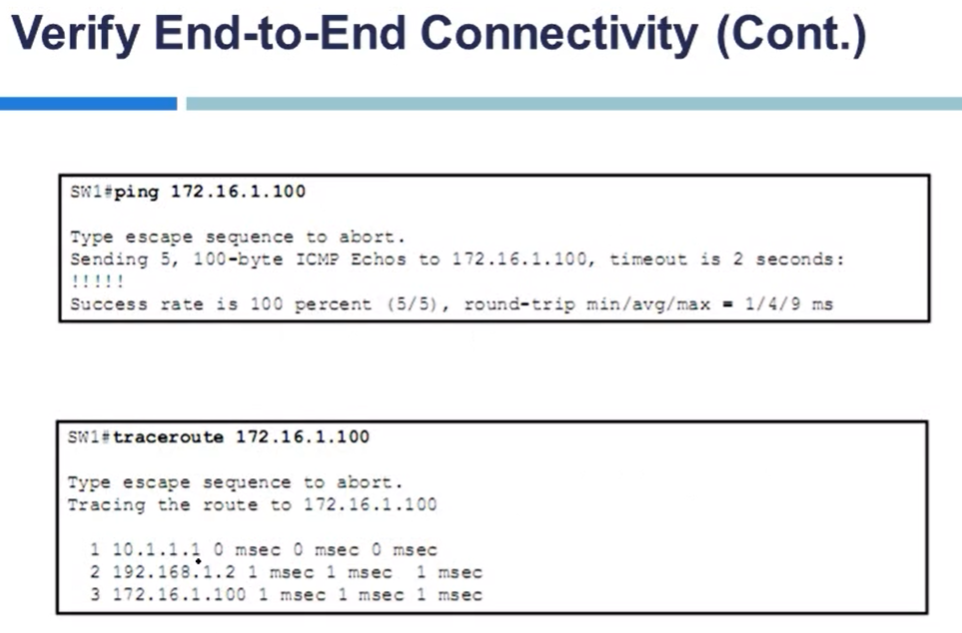 Verify End-to-End Connectivity (Cont.)
SW1#ping 172.16.1.100
Type escape sequence to abort.
Sending 5, 100-byte ICMP Echos to 172.16.1.100, timeout is 2 seconds:
!!!!!
Success rate is 100 percent (5/5), round-trip min/avg/max = 1/4/9 ms
SW1#traceroute 172.16.1.100
Type escape sequence to abort.
Tracing the route to 172.16.1.100
1 10.1.1.1 0 msec 0 msec 0 msec
2 192.168.1.2 1 msec 1 msec 1 msec
3 172.16.1.100 1 msec 1 msec 1 msec